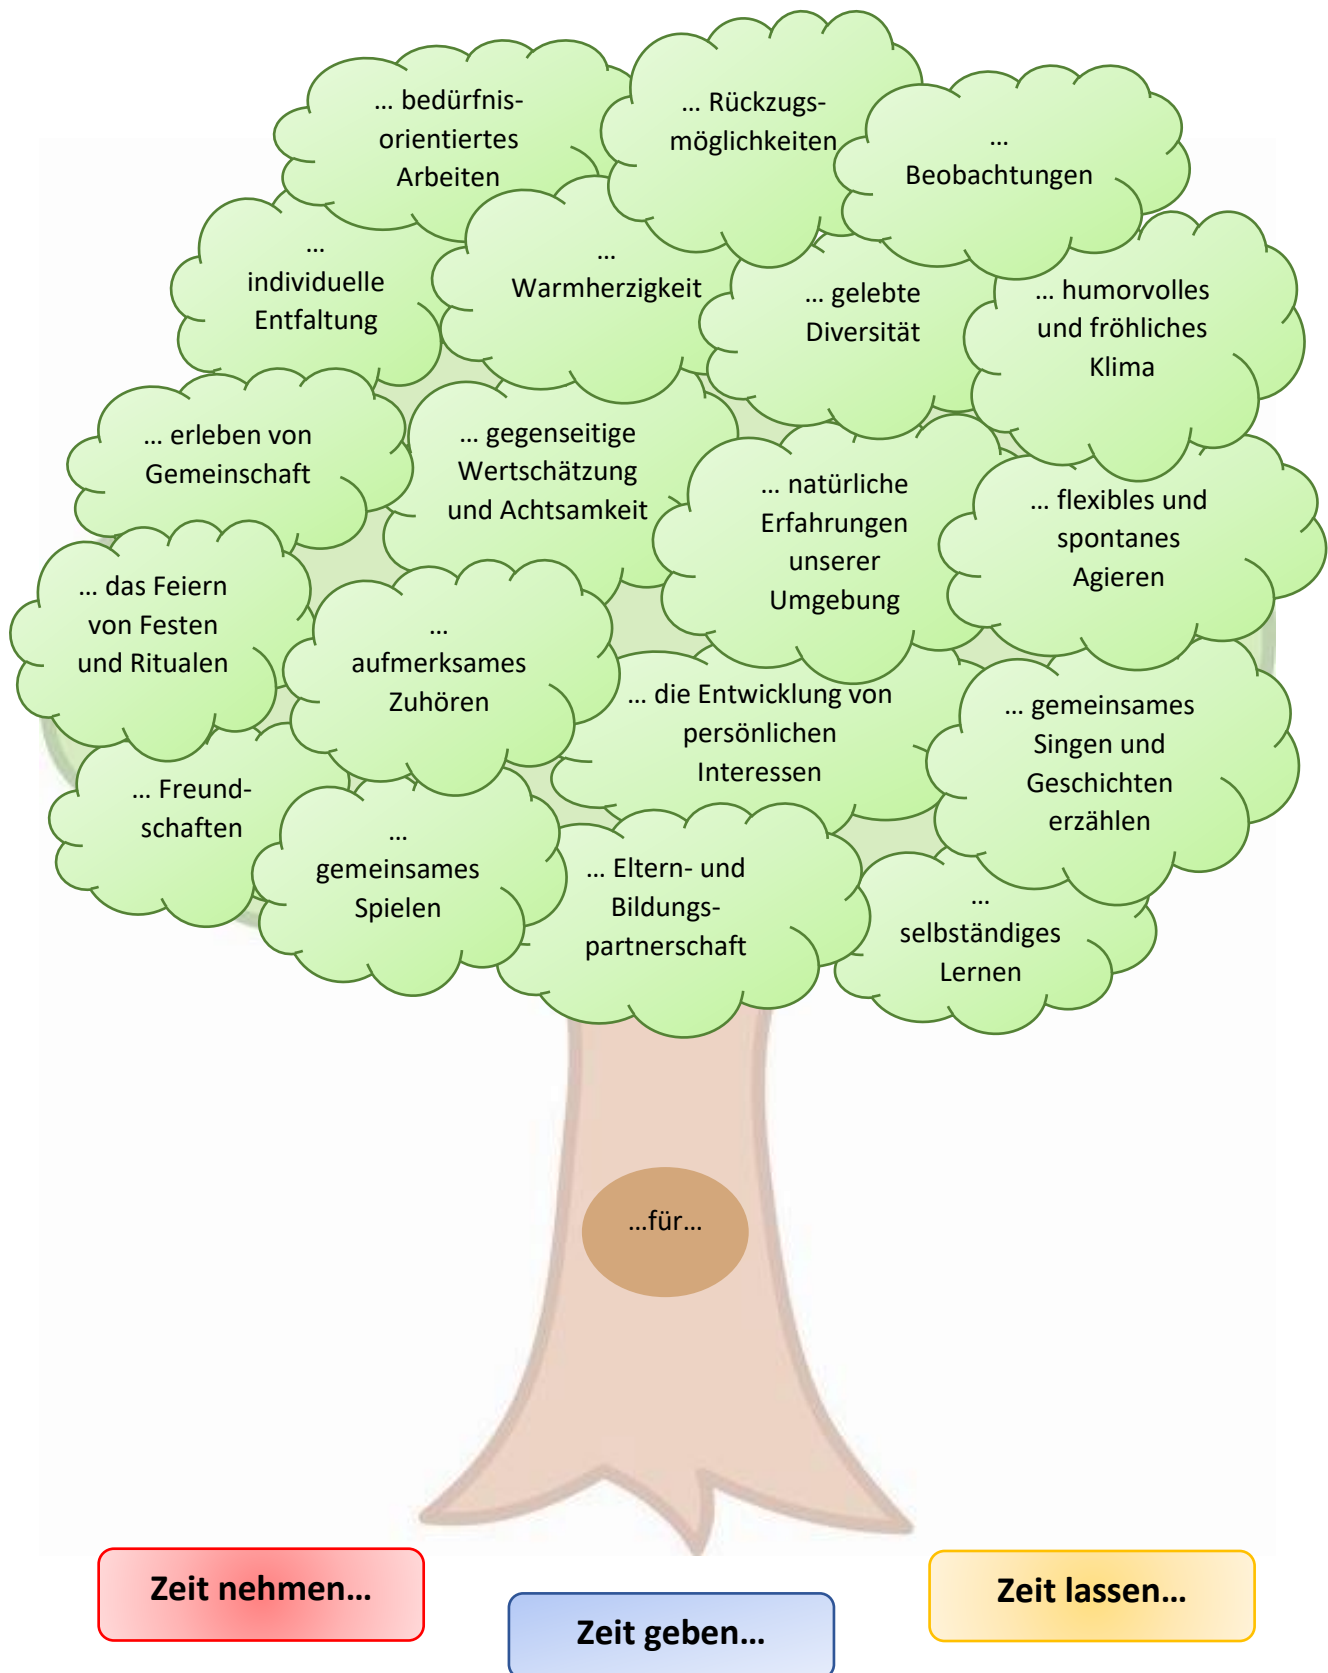 ... bedürfnis-
orientiertes
Arbeiten
... Rückzugs-
möglichkeiten
...
Beobachtungen
...
individuelle
Entfaltung
...
Warmherzigkeit
... gelebte
Diversität
... humorvolles
und fröhliches
Klima
... erleben von
Gemeinschaft
... gegenseitige
Wertschätzung
und Achtsamkeit
... natürliche
Erfahrungen
unserer
Umgebung
... flexibles und
spontanes
Agieren
... das Feiern
von Festen
und Ritualen
...
aufmerksames
Zuhören
... die Entwicklung von
persönlichen
Interessen
... gemeinsames
Singen und
Geschichten
erzählen
... Freund-
schaften
...
gemeinsames
Spielen
... Eltern- und
Bildungs-
partnerschaft
...
selbständiges
Lernen
...für...
Zeit nehmen...
Zeit geben...
Zeit lassen...